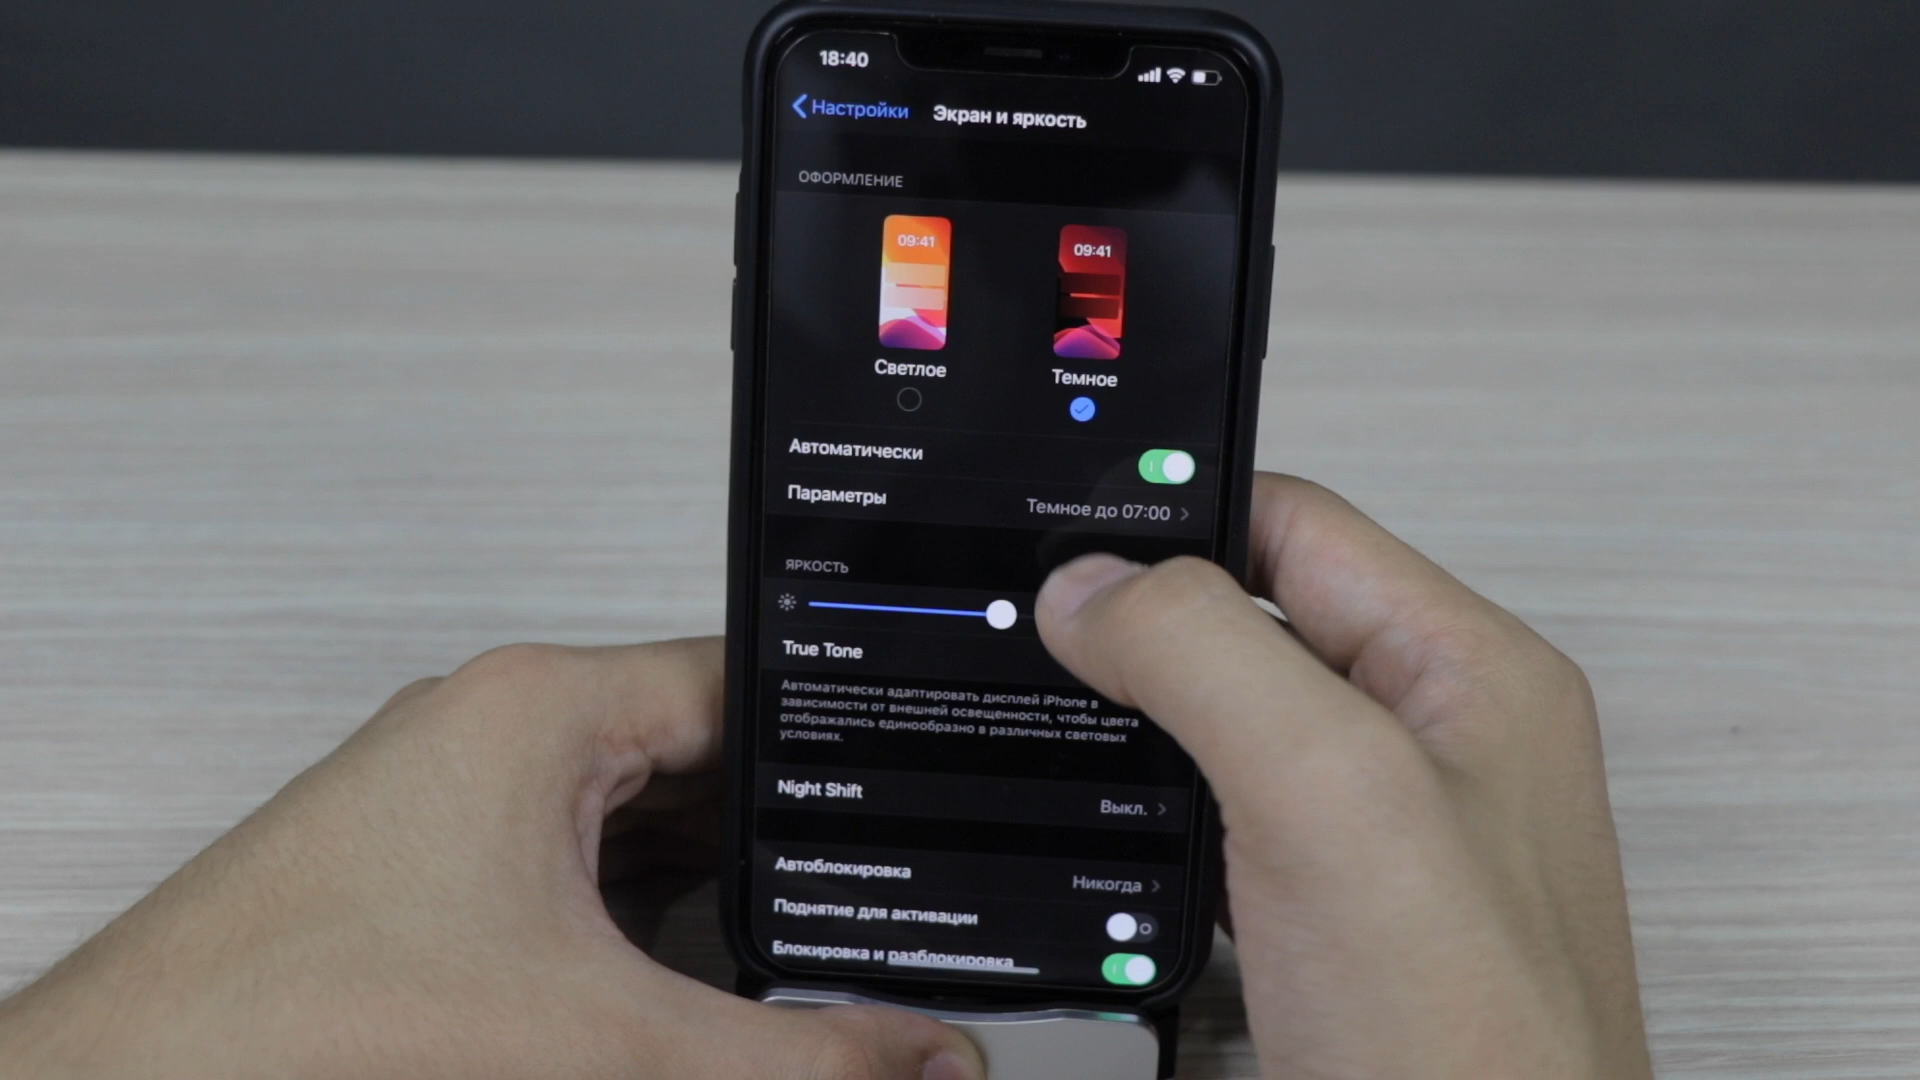 18:40
Настройки
Экран и яркость
ОФОРМЛЕНИЕ
09:41
09:41
Светлое
Темное
Автоматически
Параметры
Темное до 07:00
ЯРКОСТЬ
True Tone
Автоматически адаптировать дисплей iPhone в
зависимости от внешней освещенности, чтобы цвета
отображались единообразно в различных световых
условиях.
Night Shift
Выкл.
Автоблокировка
Никогда
Поднятие для активации
Блокировка и разблокировка